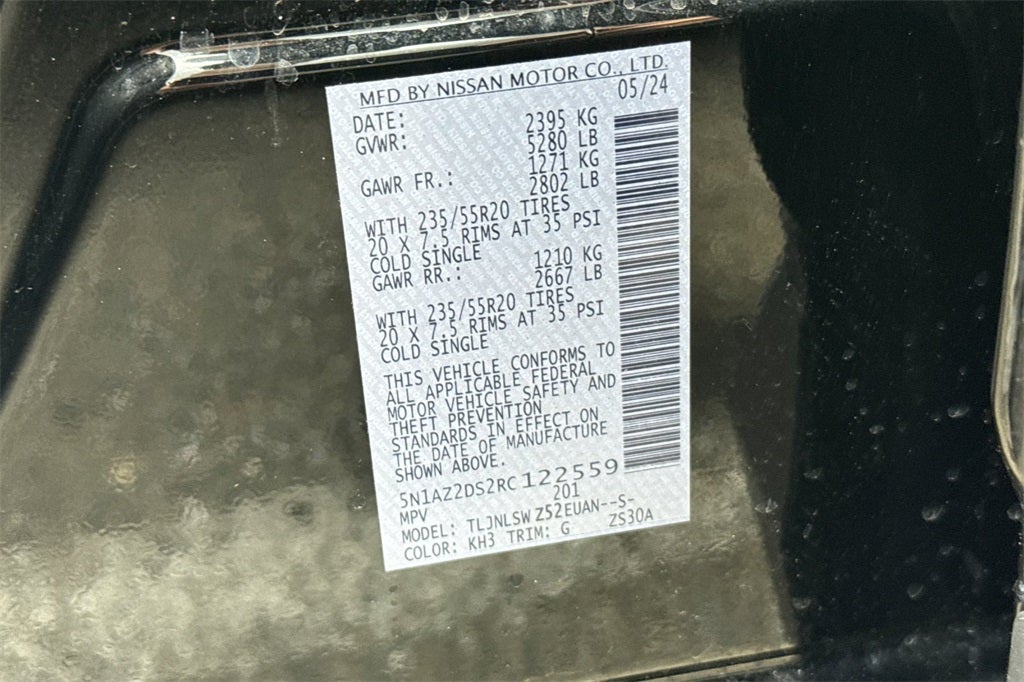 MFD BY NISSAN MOTOR CO., LTD.
DATE: 05/24
GVWR: 2395 KG
5280 LB
1271 KG
GAWR FR.: 2802 LB
WITH 235/55R20 TIRES
20 X 7.5 RIMS AT 35 PSI
COLD SINGLE
1210 KG
GAWR RR.: 2667 LB
WITH 235/55R20 TIRES
20 X 7.5 RIMS AT 35 PSI
COLD SINGLE
THIS VEHICLE CONFORMS TO
ALL APPLICABLE FEDERAL
MOTOR VEHICLE SAFETY AND
THEFT PREVENTION
STANDARDS IN EFFECT ON
THE DATE OF MANUFACTURE
SHOWN ABOVE.
5N1AZ2DS2RC122559
MPV 201
MODEL: TLJNLSWZ52EUAN--S-
COLOR: KH3 TRIM: G ZS30A